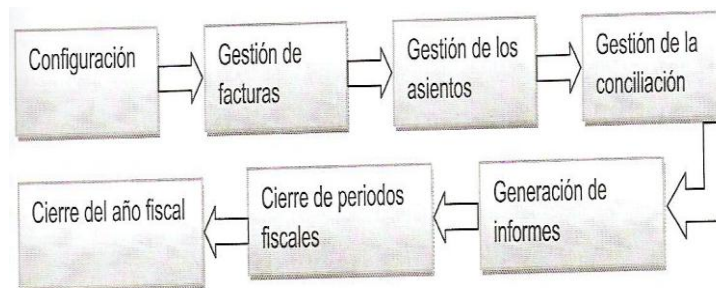 Configuración
Gestión de
facturas
Gestión de los
asientos
Gestión de la
conciliación
Generación de
informes
Cierre de periodos
fiscales
Cierre del año fiscal